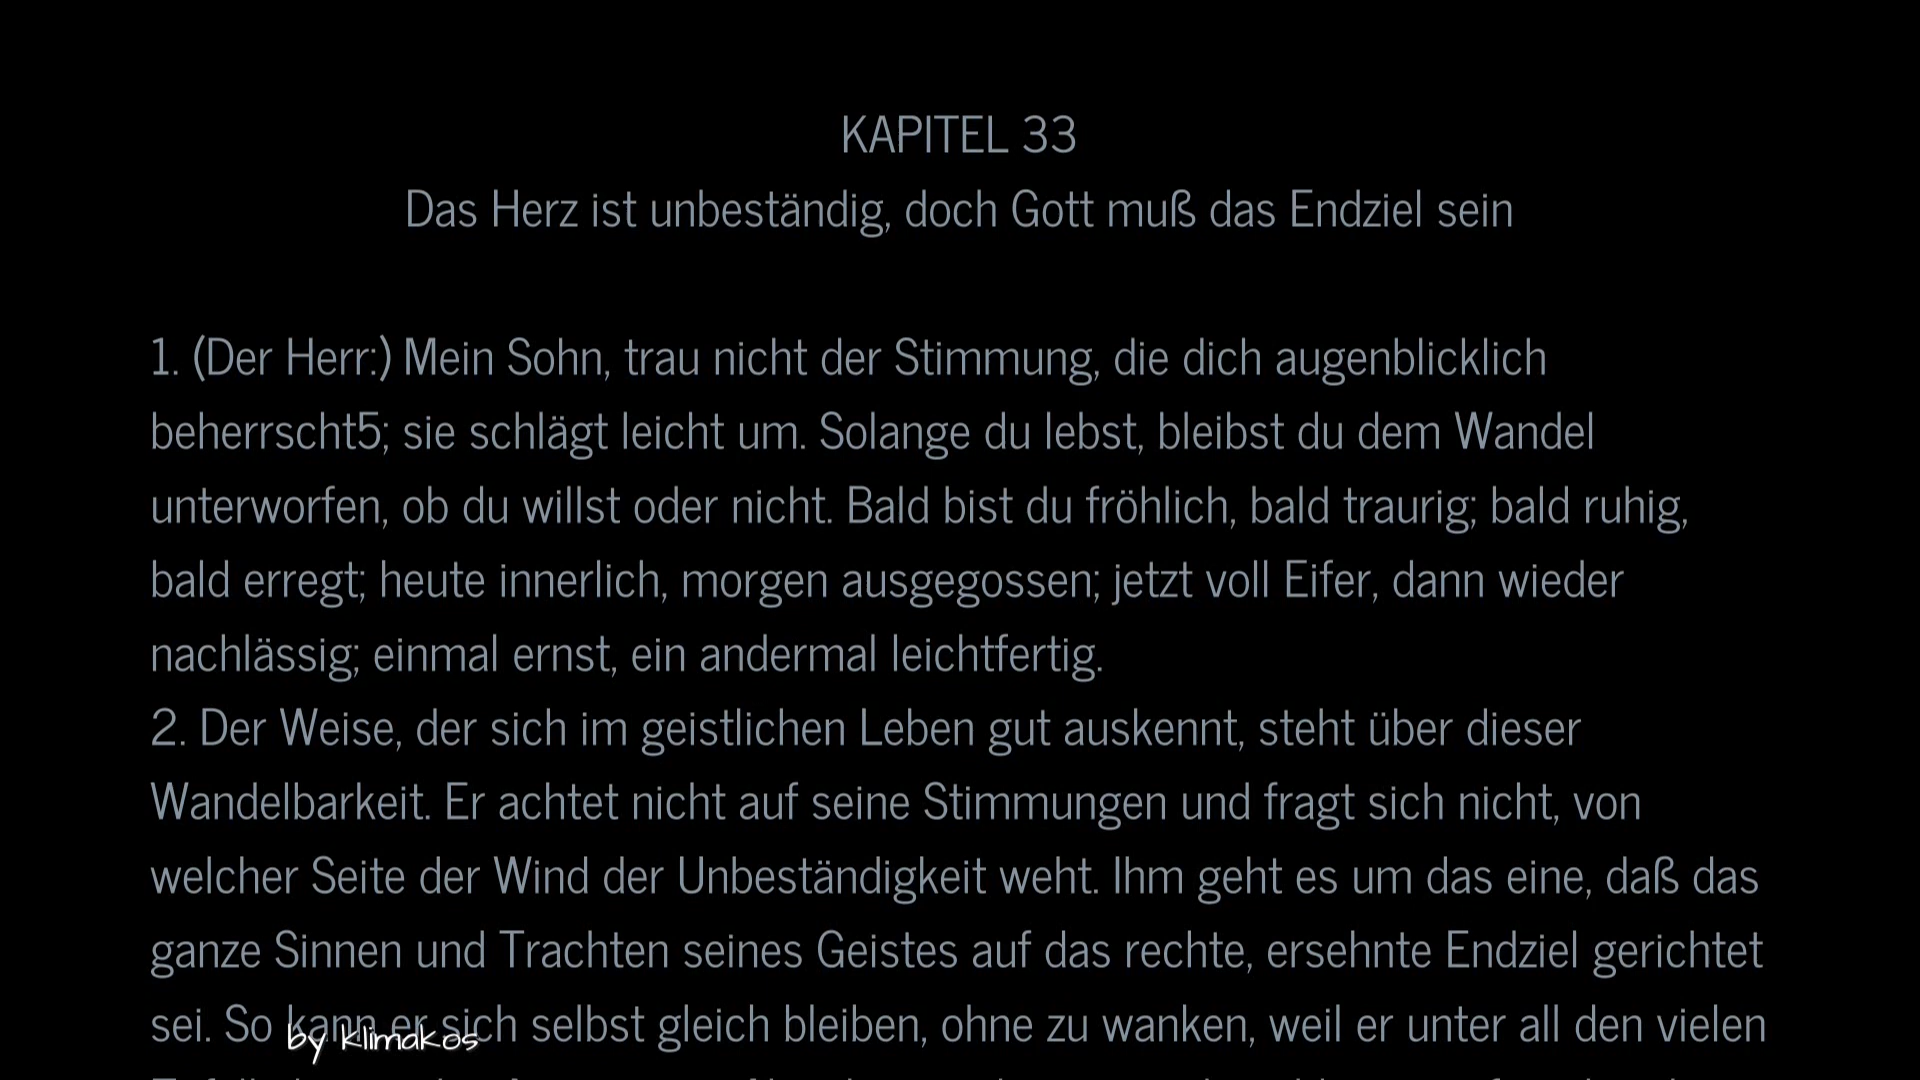 KAPITEL 33
Das Herz ist unbeständig, doch Gott muß das Endziel sein
1. (Der Herr:) Mein Sohn, trau nicht der Stimmung, die dich augenblicklich
beherrscht5; sie schlägt leicht um. Solange du lebst, bleibst du dem Wandel
unterworfen, ob du willst oder nicht. Bald bist du fröhlich, bald traurig; bald ruhig,
bald erregt; heute innerlich, morgen ausgegossen; jetzt voll Eifer, dann wieder
nachlässig; einmal ernst, ein andermal leichtfertig.
2. Der Weise, der sich im geistlichen Leben gut auskennt, steht über dieser
Wandelbarkeit. Er achtet nicht auf seine Stimmungen und fragt sich nicht, von
welcher Seite der Wind der Unbeständigkeit weht. Ihm geht es um das eine, daß das
ganze Sinnen und Trachten seines Geistes auf das rechte, ersehnte Endziel gerichtet
sei. So kann er sich selbst gleich bleiben, ohne zu wanken, weil er unter all den vielen
by klimakos